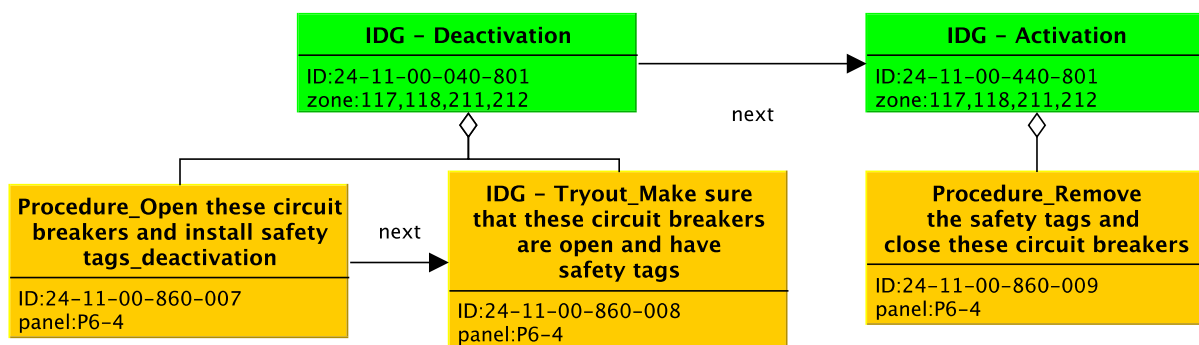 IDG - Deactivation
ID:24-11-00-040-801
zone:117,118,211,212
next
IDG - Activation
ID:24-11-00-440-801
zone:117,118,211,212
Procedure_Open these circuit
breakers and install safety
tags_deactivation
ID:24-11-00-860-007
panel:P6-4
next
IDG - Tryout_Make sure
that these circuit breakers
are open and have
safety tags
ID:24-11-00-860-008
panel:P6-4
Procedure_Remove
the safety tags and
close these circuit breakers
ID:24-11-00-860-009
panel:P6-4